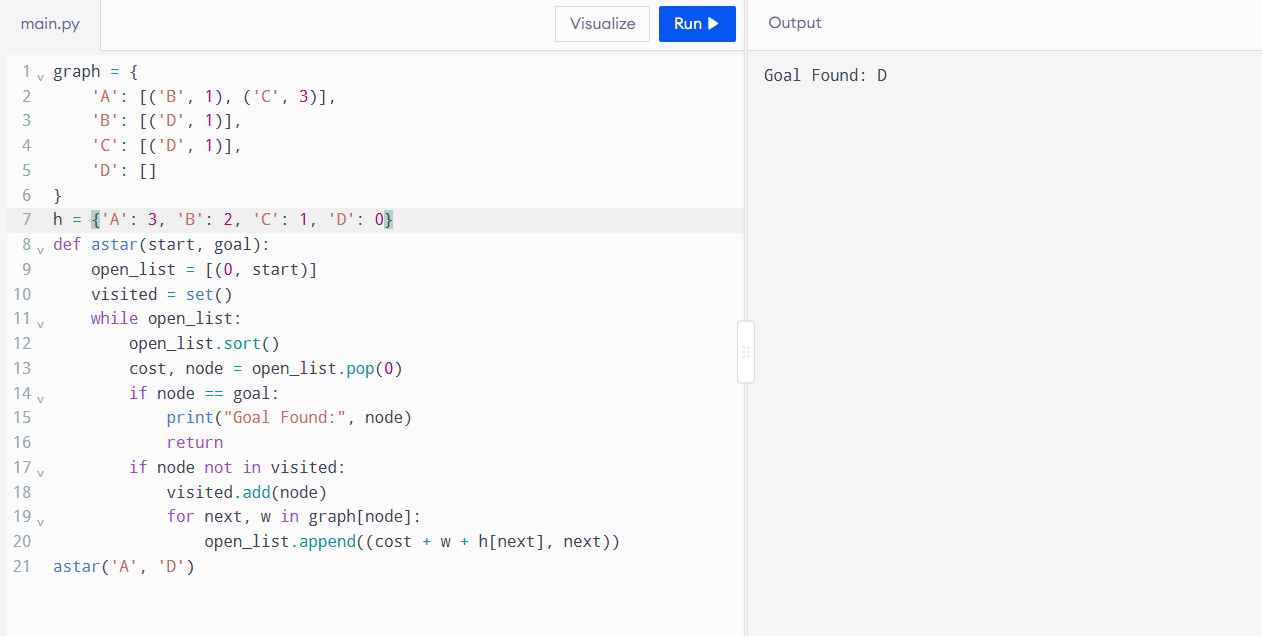 main.py
Visualize
Run
Output
1 graph = {
2     'A': [('B', 1), ('C', 3)],
3     'B': [('D', 1)],
4     'C': [('D', 1)],
5     'D': []
6 }
7 h = {'A': 3, 'B': 2, 'C': 1, 'D': 0}
8 def astar(start, goal):
9     open_list = [(0, start)]
10     visited = set()
11     while open_list:
12         open_list.sort()
13         cost, node = open_list.pop(0)
14         if node == goal:
15             print("Goal Found:", node)
16             return
17         if node not in visited:
18             visited.add(node)
19             for next, w in graph[node]:
20                 open_list.append((cost + w + h[next], next))
21 astar('A', 'D')
Goal Found: D